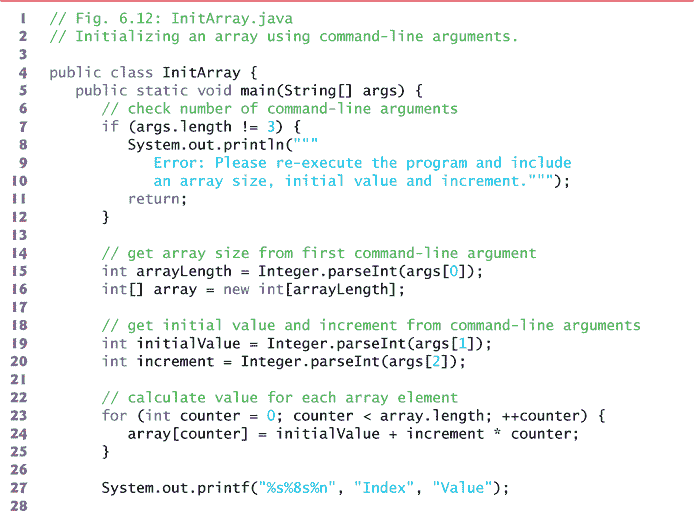 1 // Fig. 6.12: InitArray.java
2 // Initializing an array using command-line arguments.
3
4 public class InitArray {
5    public static void main(String[] args) {
6       // check number of command-line arguments
7       if (args.length != 3) {
8          System.out.println("""
9             Error: Please re-execute the program and include
10             an array size, initial value and increment.""");
11          return;
12       }
13
14       // get array size from first command-line argument
15       int arrayLength = Integer.parseInt(args[0]);
16       int[] array = new int[arrayLength];
17
18       // get initial value and increment from command-line arguments
19       int initialValue = Integer.parseInt(args[1]);
20       int increment = Integer.parseInt(args[2]);
21
22       // calculate value for each array element
23       for (int counter = 0; counter < array.length; ++counter) {
24          array[counter] = initialValue + increment * counter;
25       }
26
27       System.out.printf("%s%8s%n", "Index", "Value");
28